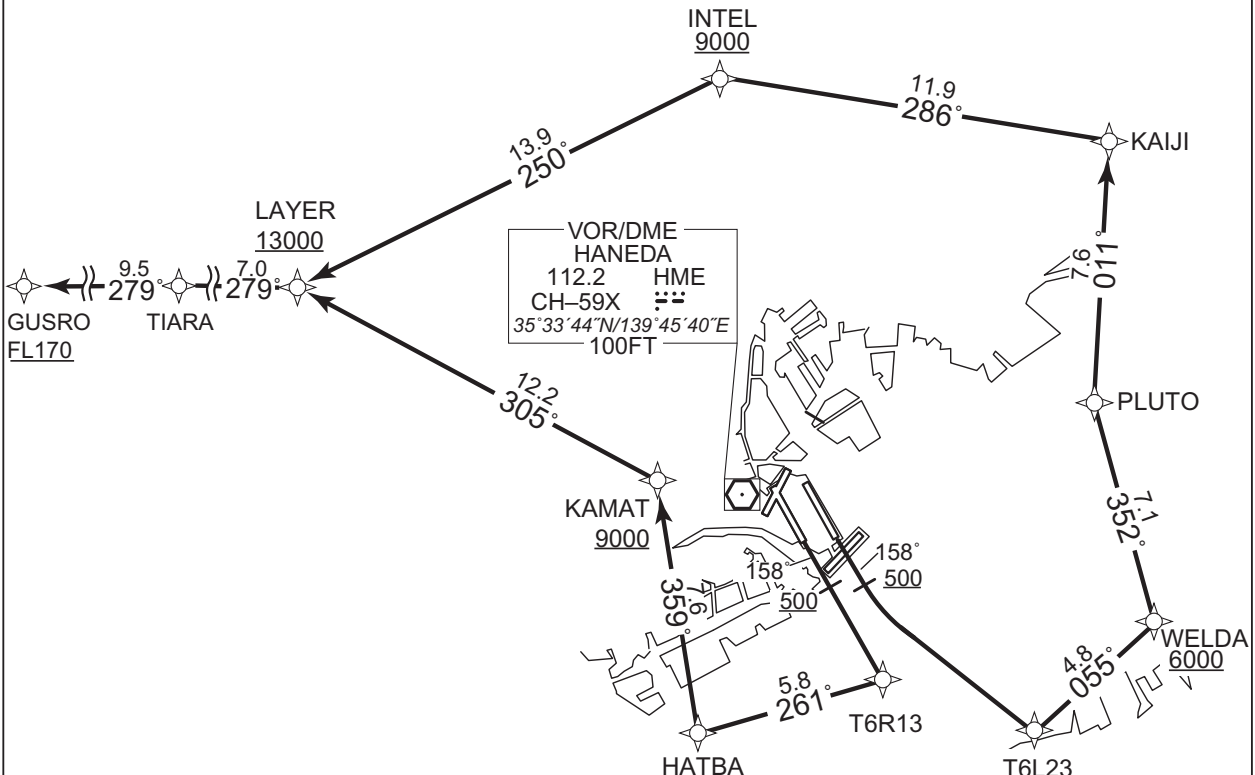 INTEL
9000
11.9
286°
KAIJI
13.9
250°
LAYER
13000
VOR/DME
HANEDA
112.2 HME
CH–59X
35°33′44″N/139°45′40″E
100FT
7.6
011°
9.5
279°
7.0
279°
GUSRO
FL170
TIARA
12.2
305°
PLUTO
KAMAT
9000
7.1
352°
158°
500
158°
500
7.6
359°
WELDA
6000
4.8
055°
5.8
261°
T6R13
HATBA
T6L23